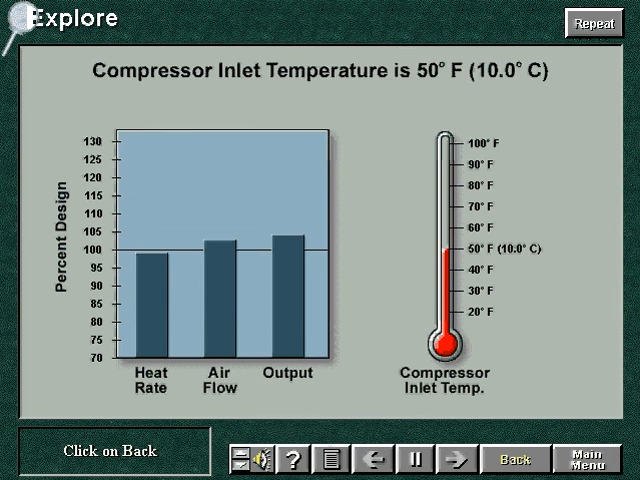 Explore
Repeat
Compressor Inlet Temperature is 50° F (10.0° C)
130
125
120
115
110
105
100
95
90
85
80
75
70
Percent Design
Heat
Rate
Air
Flow
Output
100° F
90° F
80° F
70° F
60° F
50° F (10.0° C)
40° F
30° F
20° F
Compressor
Inlet Temp.
Click on Back
?
Back
Main
Menu